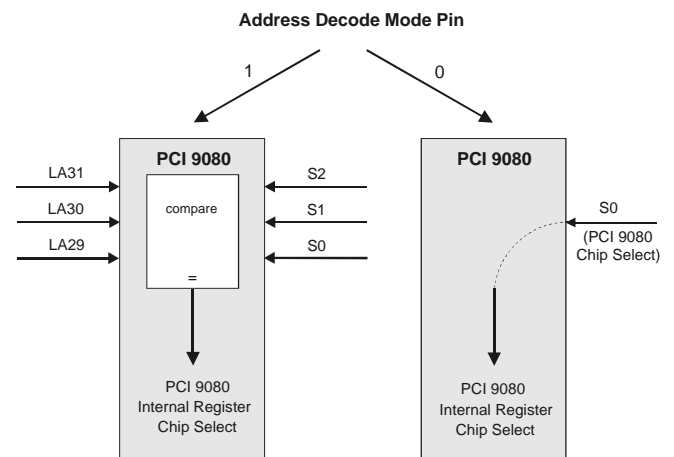 Address Decode Mode Pin
1
0
PCI 9080
LA31
LA30
LA29
compare
=
S2
S1
S0
PCI 9080
Internal Register
Chip Select
PCI 9080
S0
(PCI 9080
Chip Select)
PCI 9080
Internal Register
Chip Select